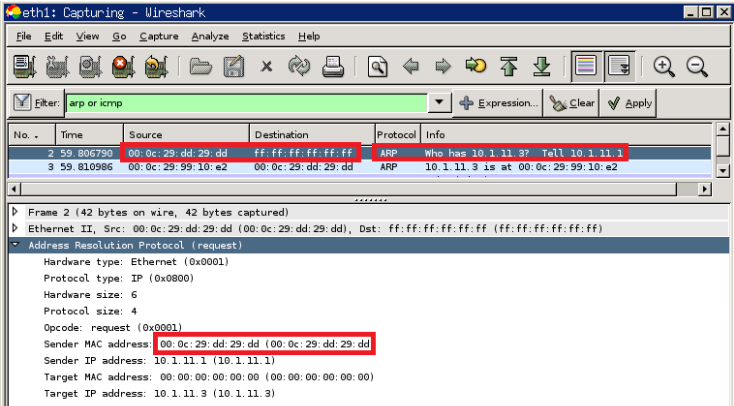 eth1: Capturing - Wireshark
File Edit View Go Capture Analyze Statistics Help
Filter: arp or icmp Expression... Clear Apply
No. . Time Source Destination Protocol Info
2 59.806790 00:0c:29:dd:29:dd ff:ff:ff:ff:ff:ff ARP Who has 10.1.11.3? Tell 10.1.11.1
3 59.810986 00:0c:29:99:10:e2 00:0c:29:dd:29:dd ARP 10.1.11.3 is at 00:0c:29:99:10:e2
Frame 2 (42 bytes on wire, 42 bytes captured)
Ethernet II, Src: 00:0c:29:dd:29:dd (00:0c:29:dd:29:dd), Dst: ff:ff:ff:ff:ff:ff (ff:ff:ff:ff:ff:ff)
Address Resolution Protocol (request)
Hardware type: Ethernet (0x0001)
Protocol type: IP (0x0800)
Hardware size: 6
Protocol size: 4
Opcode: request (0x0001)
Sender MAC address: 00:0c:29:dd:29:dd (00:0c:29:dd:29:dd
Sender IP address: 10.1.11.1 (10.1.11.1)
Target MAC address: 00:00:00:00:00:00 (00:00:00:00:00:00)
Target IP address: 10.1.11.3 (10.1.11.3)